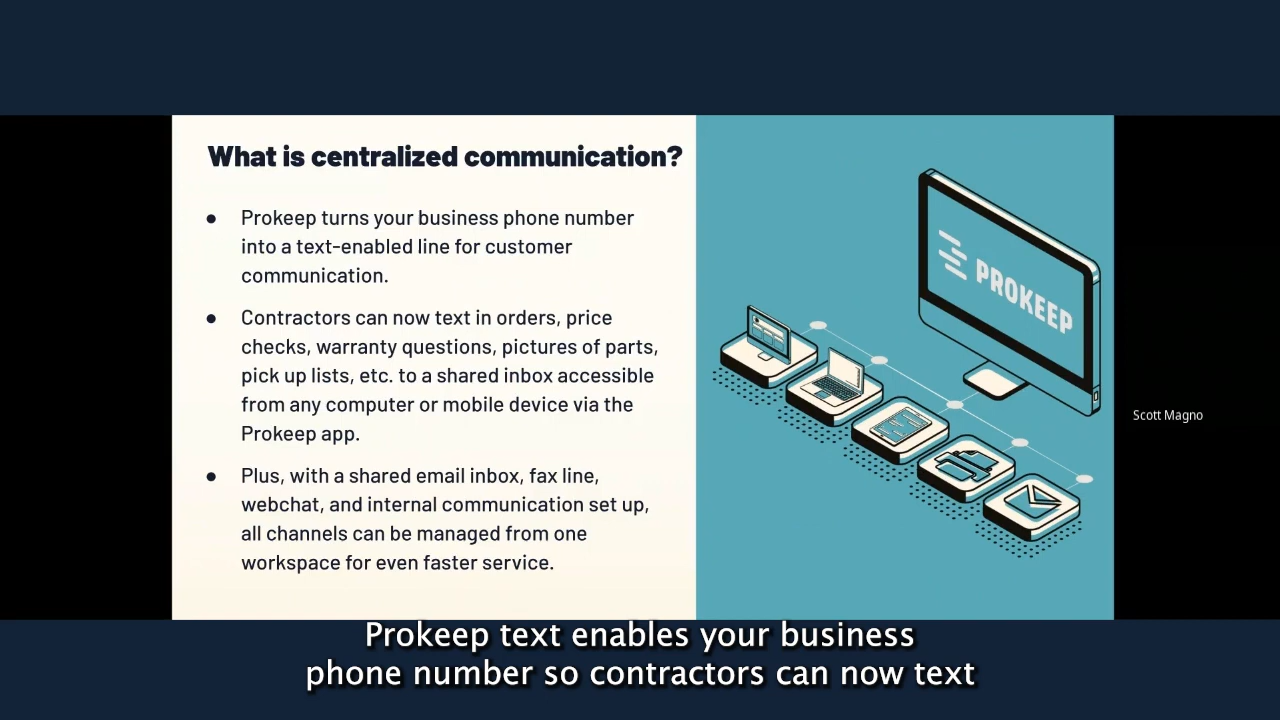 What is centralized communication?
● Prokeep turns your business phone number
into a text-enabled line for customer
communication.
● Contractors can now text in orders, price
checks, warranty questions, pictures of parts,
pick up lists, etc. to a shared inbox accessible
from any computer or mobile device via the
Prokeep app.
● Plus, with a shared email inbox, fax line,
webchat, and internal communication set up,
all channels can be managed from one
workspace for even faster service.
PROKEEP
Scott Magno
Prokeep text enables your business
phone number so contractors can now text